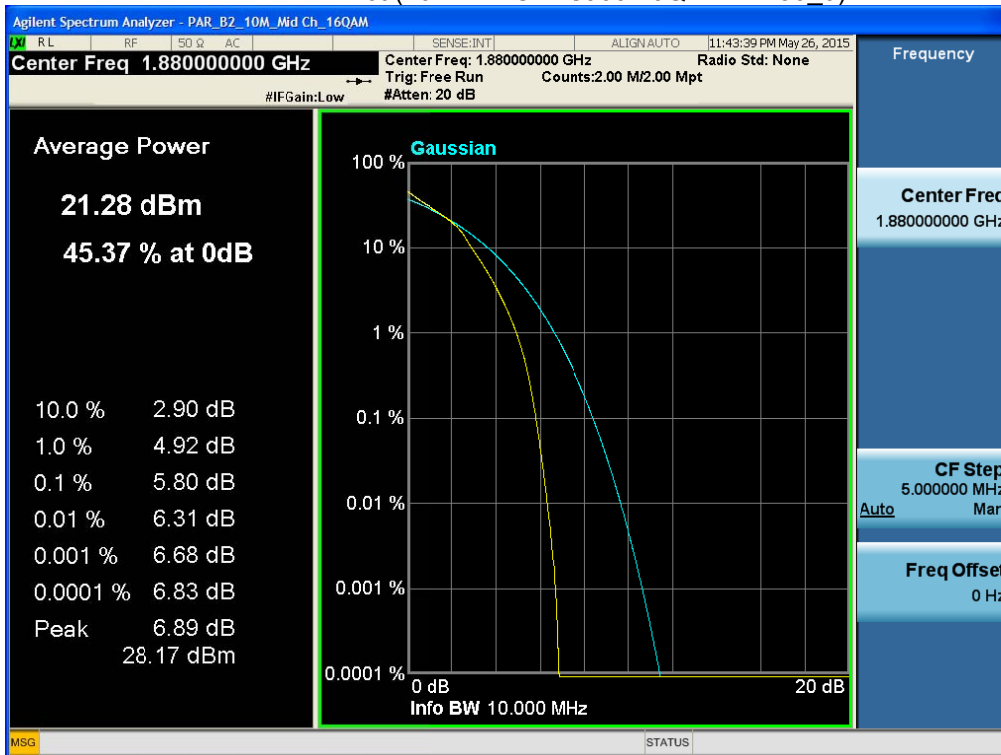 Agilent Spectrum Analyzer - PAR_B2_10M_Mid Ch_16QAM
LXI RL RF 50 Ω AC SENSE:INT ALIGN AUTO 11:43:39 PM May 26, 2015
Center Freq 1.880000000 GHz
Center Freq: 1.880000000 GHz Radio Std: None
Trig: Free Run Counts:2.00 M/2.00 Mpt
#IFGain:Low #Atten: 20 dB
Frequency
Average Power
21.28 dBm
45.37 % at 0dB
10.0 % 2.90 dB
1.0 % 4.92 dB
0.1 % 5.80 dB
0.01 % 6.31 dB
0.001 % 6.68 dB
0.0001 % 6.83 dB
Peak 6.89 dB
28.17 dBm
Gaussian
100 %
10 %
1 %
0.1 %
0.01 %
0.001 %
0.0001 %
0 dB 20 dB
Info BW 10.000 MHz
Center Freq
1.880000000 GHz
CF Step
5.000000 MHz
Auto Man
Freq Offset
0 Hz
MSG STATUS